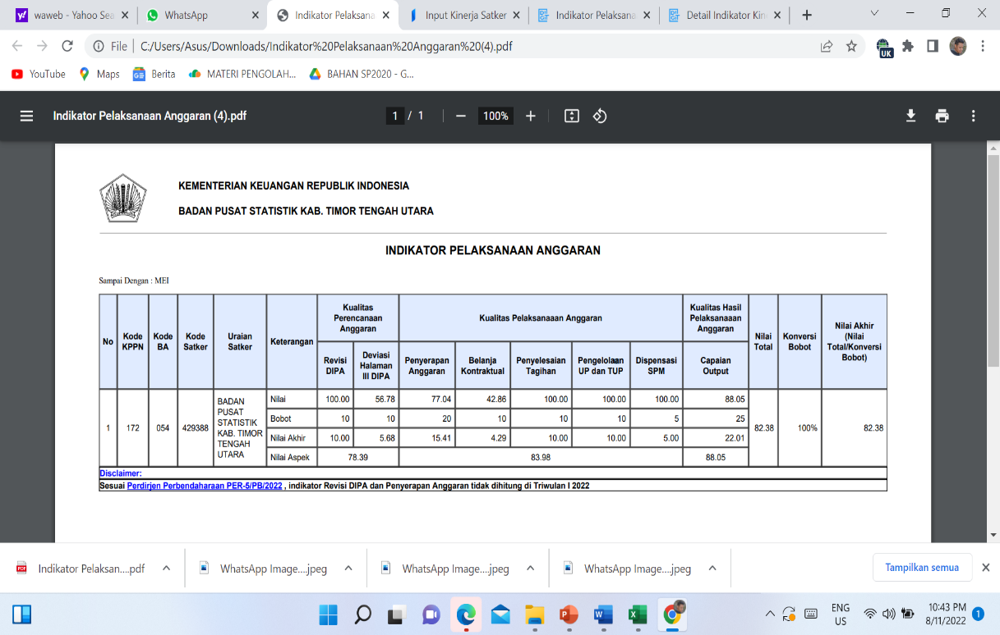 waweb - Yahoo Sea
WhatsApp
Indikator Pelaksana
Input Kinerja Satker
Indikator Pelaksana
Detail Indikator Kin
File
C:/Users/Asus/Downloads/Indikator%20Pelaksanaan%20Anggaran%20(4).pdf
UK
YouTube
Maps
Berita
MATERI PENGOLAH...
BAHAN SP2020 - G...
Indikator Pelaksanaan Anggaran (4).pdf
1 / 1
100%
KEMENTERIAN KEUANGAN REPUBLIK INDONESIA
BADAN PUSAT STATISTIK KAB. TIMOR TENGAH UTARA
INDIKATOR PELAKSANAAN ANGGARAN
Sampai Dengan : MEI
No
Kode KPPN
Kode BA
Kode Satker
Uraian Satker
Keterangan
Kualitas Perencanaan Anggaran
Kualitas Pelaksanaaan Anggaran
Kualitas Hasil Pelaksanaaan Anggaran
Nilai Total
Konversi Bobot
Nilai Akhir (Nilai Total/Konversi Bobot)
Revisi DIPA
Deviasi Halaman III DIPA
Penyerapan Anggaran
Belanja Kontraktual
Penyelesaian Tagihan
Pengelolaan UP dan TUP
Dispensasi SPM
Capaian Output
1
172
054
429388
BADAN PUSAT STATISTIK KAB. TIMOR TENGAH UTARA
Nilai 100.00 56.78 77.04 42.86 100.00 100.00 100.00 88.05
Bobot 10 10 20 10 10 10 5 25
Nilai Akhir 10.00 5.68 15.41 4.29 10.00 10.00 5.00 22.01
Nilai Aspek 78.39 83.98 88.05
82.38
100%
82.38
Disclaimer:
Sesuai Perdirjen Perbendaharaan PER-5/PB/2022 , indikator Revisi DIPA dan Penyerapan Anggaran tidak dihitung di Triwulan I 2022
Indikator Pelaksan....pdf
WhatsApp Image....jpeg
WhatsApp Image....jpeg
WhatsApp Image....jpeg
Tampilkan semua
ENG
US
10:43 PM
8/11/2022
1